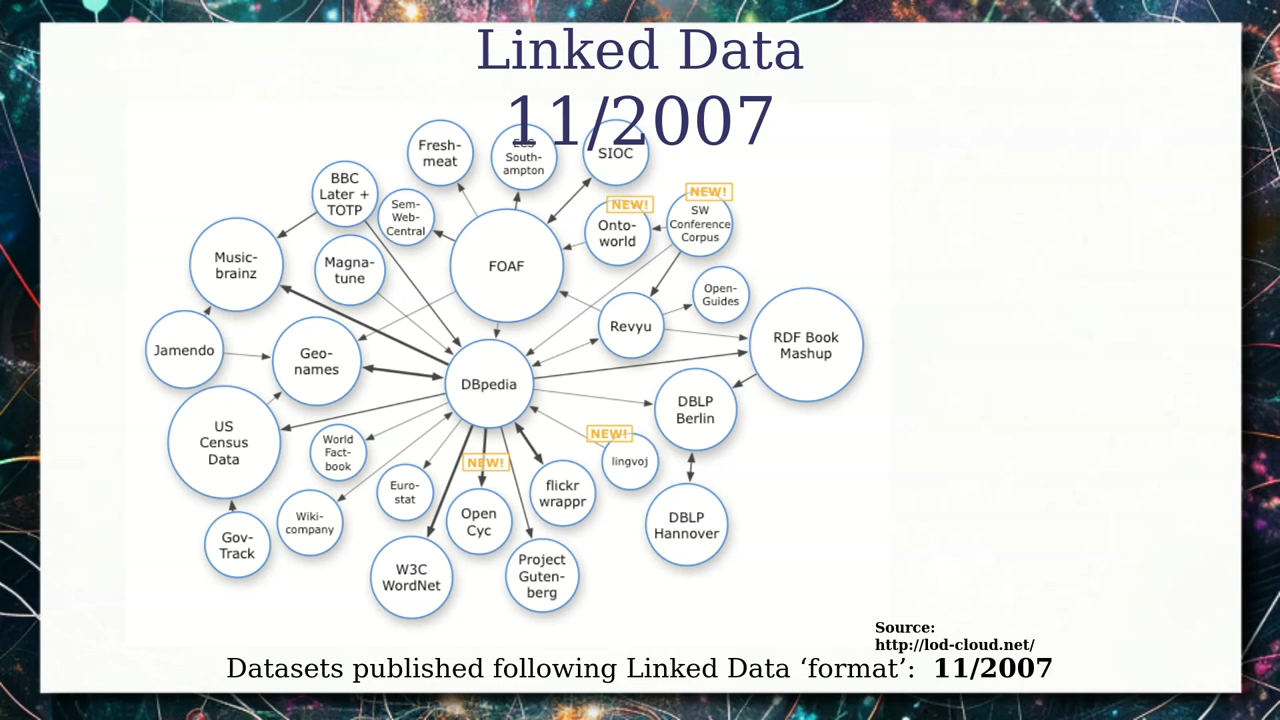 Linked Data
11/2007
Fresh-
meat
ECS
South-
ampton
SIOC
BBC
Later +
TOTP
Sem-
Web-
Central
NEW!
Onto-
world
NEW!
SW
Conference
Corpus
Music-
brainz
Magna-
tune
FOAF
Open-
Guides
Revyu
RDF Book
Mashup
Jamendo
Geo-
names
DBpedia
DBLP
Berlin
US
Census
Data
World
Fact-
book
NEW!
lingvoj
NEW!
Euro-
stat
Open
Cyc
flickr
wrappr
Wiki-
company
DBLP
Hannover
Gov-
Track
W3C
WordNet
Project
Guten-
berg
Source:
http://lod-cloud.net/
Datasets published following Linked Data ‘format’: 11/2007